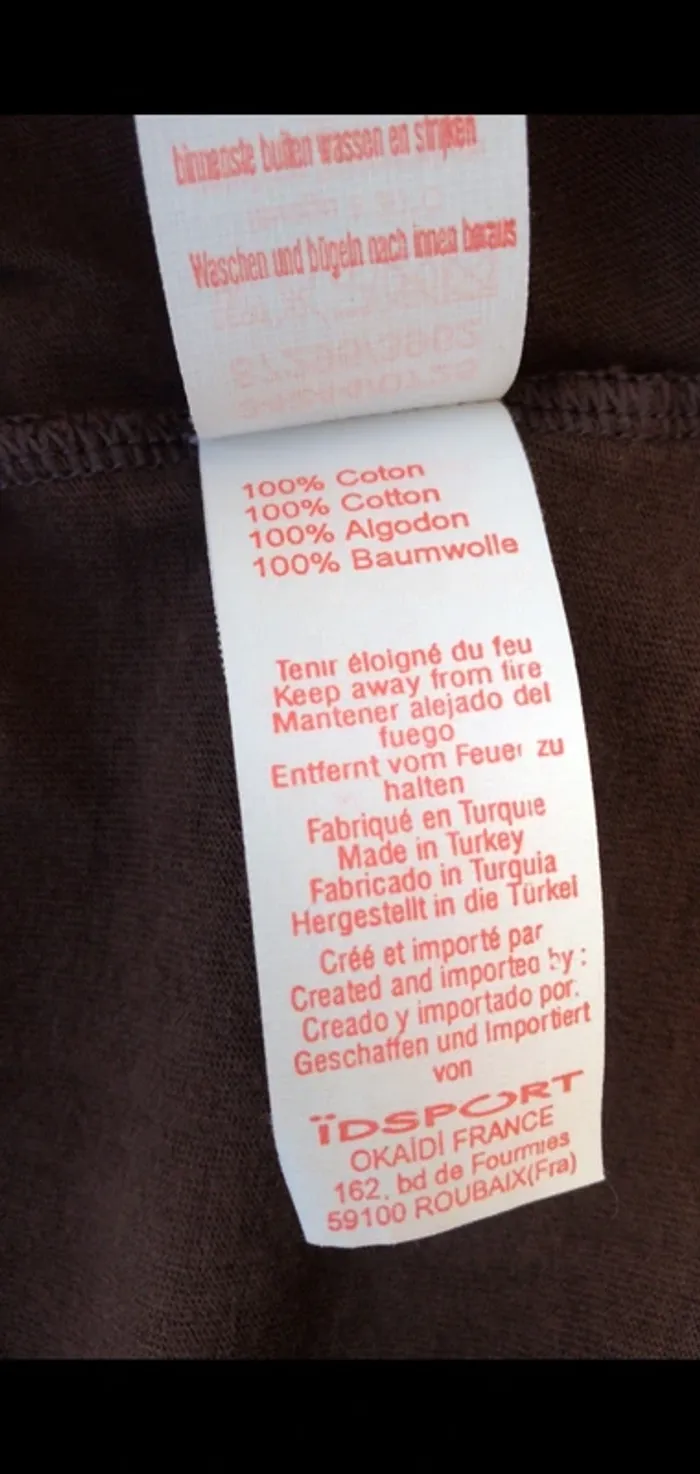 binnenste buiten wassen en strijken
Waschen und bügeln nach innen heraus
100% Coton
100% Cotton
100% Algodon
100% Baumwolle
Tenir éloigné du feu
Keep away from fire
Mantener alejado del
fuego
Entfernt vom Feuer zu
halten
Fabriqué en Turquie
Made in Turkey
Fabricado in Turquia
Hergestellt in die Türkei
Créé et importé par
Created and imported by :
Creado y importado por.
Geschaffen und Importiert
von
ÏDSPORT
OKAÏDI FRANCE
162, bd de Fourmies
59100 ROUBAIX(Fra)